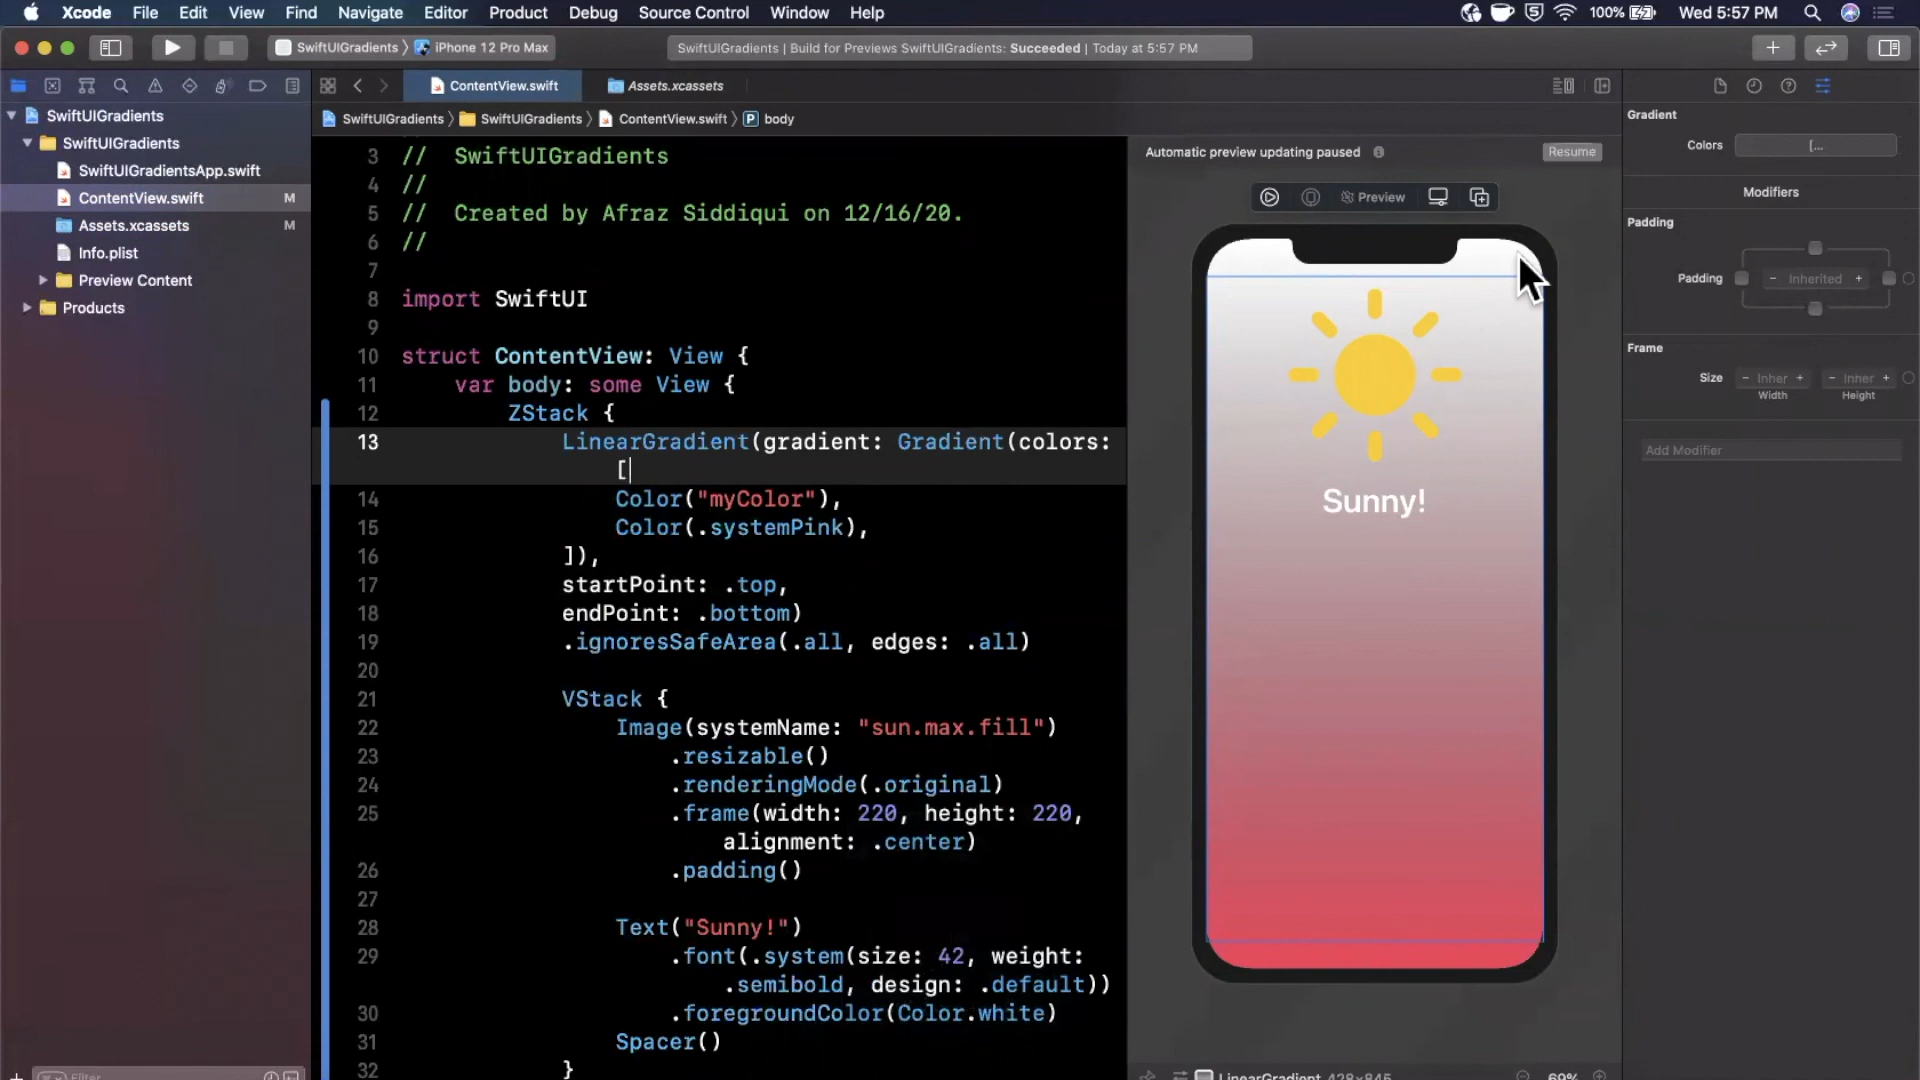 Xcode File Edit View Find Navigate Editor Product Debug Source Control Window Help 100% Wed 5:57 PM
SwiftUIGradients iPhone 12 Pro Max
SwiftUIGradients | Build for Previews SwiftUIGradients: Succeeded | Today at 5:57 PM
ContentView.swift Assets.xcassets
SwiftUIGradients SwiftUIGradients ContentView.swift P body
SwiftUIGradients
SwiftUIGradients
SwiftUIGradientsApp.swift
ContentView.swift M
Assets.xcassets M
Info.plist
Preview Content
Products
Filter
3 //  SwiftUIGradients
4 //
5 //  Created by Afraz Siddiqui on 12/16/20.
6 //
7
8 import SwiftUI
9
10 struct ContentView: View {
11 var body: some View {
12 ZStack {
13 LinearGradient(gradient: Gradient(colors:
[
14 Color("myColor"),
15 Color(.systemPink),
16 ]),
17 startPoint: .top,
18 endPoint: .bottom)
19 .ignoresSafeArea(.all, edges: .all)
20
21 VStack {
22 Image(systemName: "sun.max.fill")
23 .resizable()
24 .renderingMode(.original)
25 .frame(width: 220, height: 220,
alignment: .center)
26 .padding()
27
28 Text("Sunny!")
29 .font(.system(size: 42, weight:
.semibold, design: .default))
30 .foregroundColor(Color.white)
31 Spacer()
32 }
Automatic preview updating paused Resume
Preview
Sunny!
LinearGradient 428x845 69%
Gradient
Colors [...
Modifiers
Padding
Padding - Inherited +
Frame
Size - Inher + - Inher +
Width Height
Add Modifier